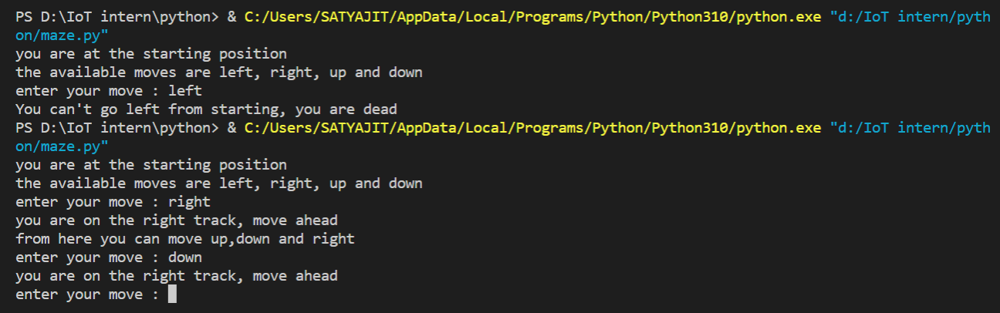 PS D:\IoT intern\python> & C:/Users/SATYAJIT/AppData/Local/Programs/Python/Python310/python.exe "d:/IoT intern/pyth
on/maze.py"
you are at the starting position
the available moves are left, right, up and down
enter your move : left
You can't go left from starting, you are dead
PS D:\IoT intern\python> & C:/Users/SATYAJIT/AppData/Local/Programs/Python/Python310/python.exe "d:/IoT intern/pyth
on/maze.py"
you are at the starting position
the available moves are left, right, up and down
enter your move : right
you are on the right track, move ahead
from here you can move up,down and right
enter your move : down
you are on the right track, move ahead
enter your move :